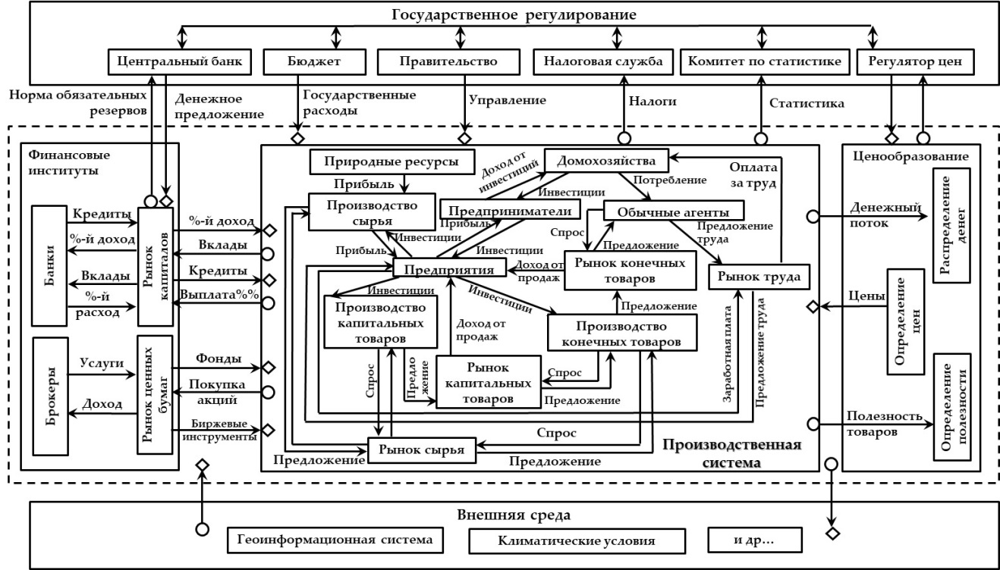 Государственное регулирование
Центральный банк
Бюджет
Правительство
Налоговая служба
Комитет по статистике
Регулятор цен
Норма обязательных
резервов
Денежное
предложение
Государственные
расходы
Управление
Налоги
Статистика
Финансовые
институты
Банки
Кредиты
%-й доход
Вклады
%-й
расход
Рынок
капиталов
Брокеры
Услуги
Доход
Рынок ценных
бумаг
%-й доход
Вклады
Кредиты
Выплата%%
Фонды
Покупка
акций
Биржевые
инструменты
Природные ресурсы
Прибыль
Производство
сырья
Прибыль
Инвестиции
Доход от
инвестиций
Домохозяйства
Инвестиции
Потребление
Оплата
за труд
Предприниматели
Прибыль
Инвестиции
Обычные агенты
Спрос
Предложение
Предложение
труда
Предприятия
Доход от
продаж
Рынок конечных
товаров
Рынок труда
Инвестиции
Инвестиции
Предложение
Производство
капитальных
товаров
Доход от
продаж
Производство
конечных товаров
Спрос
Предло
жение
Рынок
капитальных
товаров
Спрос
Предложение
Заработная плата
Предложение труда
Рынок сырья
Предложение
Спрос
Предложение
Производственная
система
Ценообразование
Денежный
поток
Распределение
денег
Цены
Определение
цен
Полезность
товаров
Определение
полезности
Внешняя среда
Геоинформационная система
Климатические условия
и др...